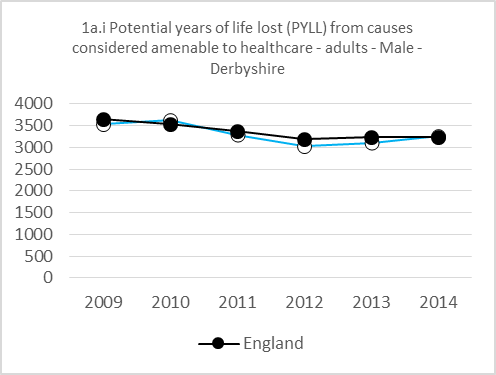 1a.i Potential years of life lost (PYLL) from causes
considered amenable to healthcare - adults - Male -
Derbyshire
4000
3500
3000
2500
2000
1500
1000
500
0
2009 2010 2011 2012 2013 2014
England